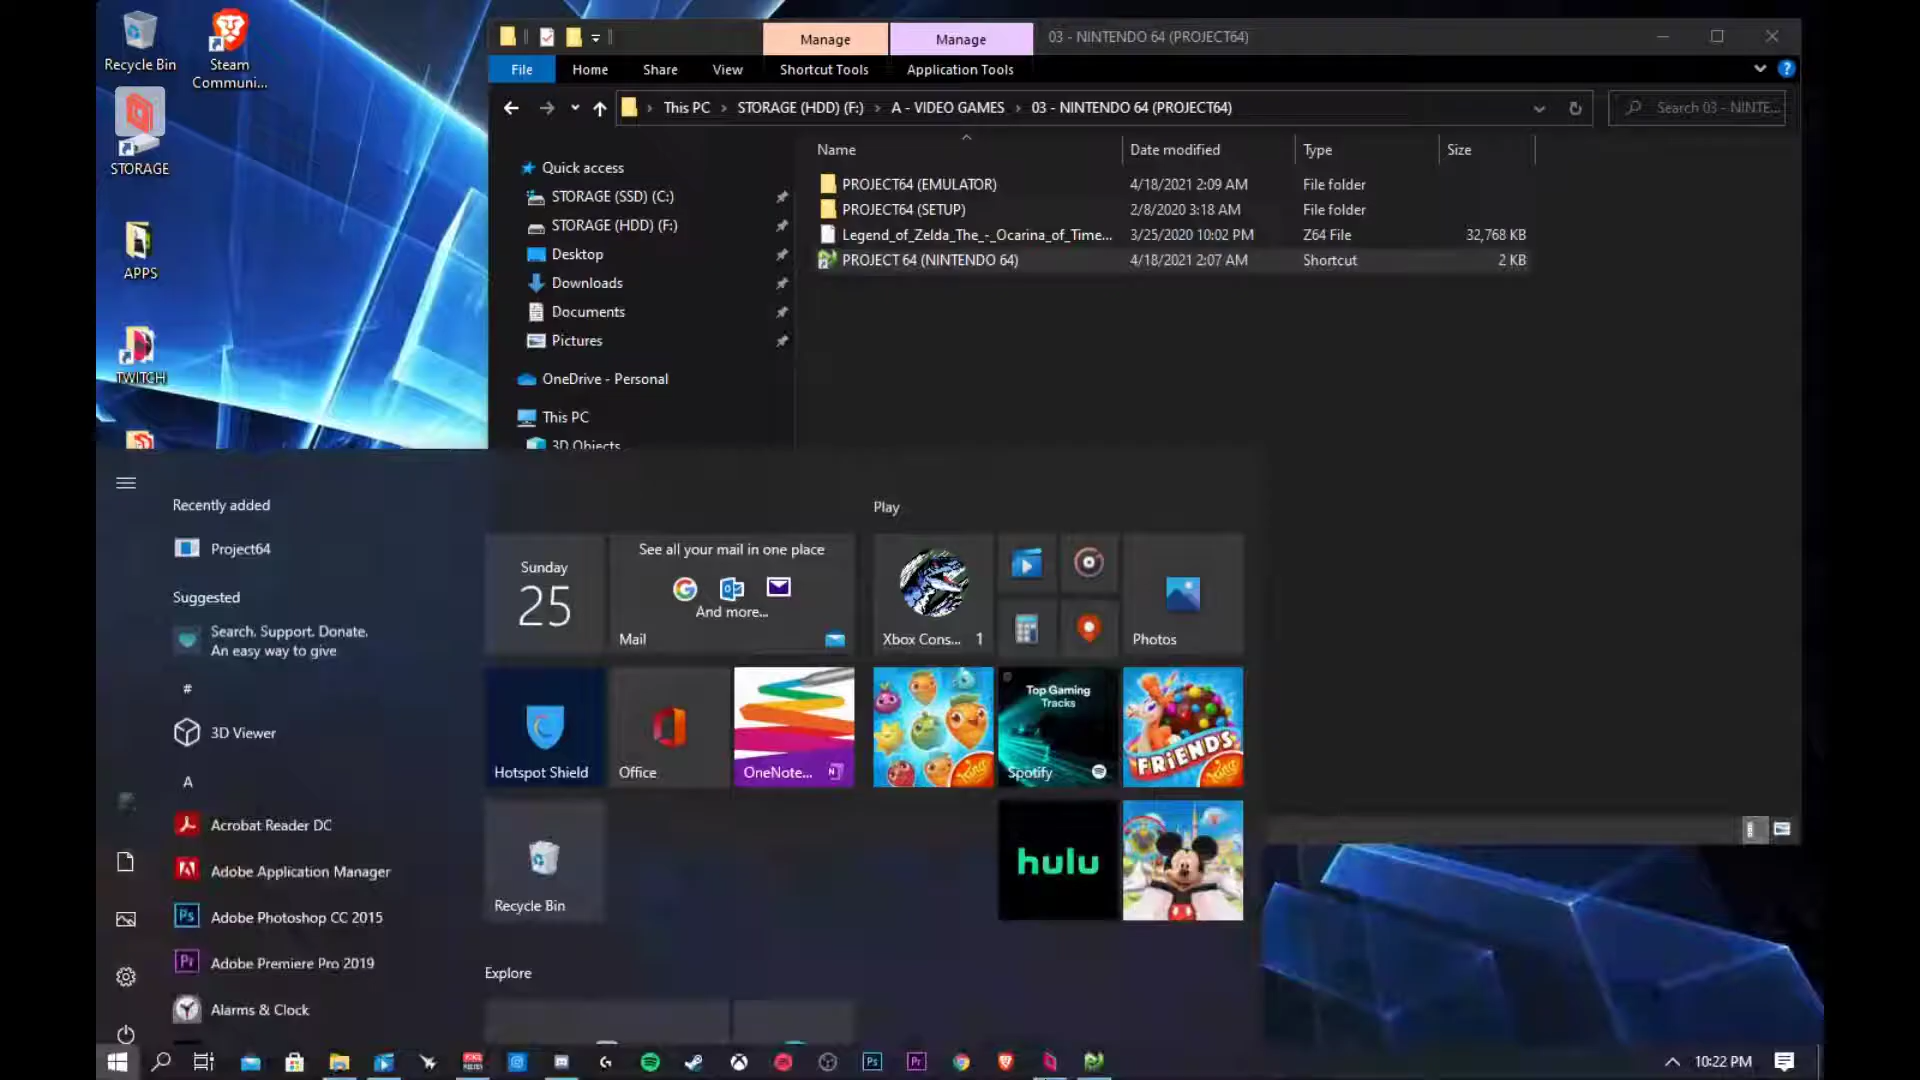 Recycle Bin
Steam
Communi...
STORAGE
APPS
TWITCH
Manage
Manage
03 - NINTENDO 64 (PROJECT64)
File
Home
Share
View
Shortcut Tools
Application Tools
This PC
STORAGE (HDD) (F:)
A - VIDEO GAMES
03 - NINTENDO 64 (PROJECT64)
Search 03 - NINTE...
Name
Date modified
Type
Size
Quick access
STORAGE (SSD) (C:)
STORAGE (HDD) (F:)
Desktop
Downloads
Documents
Pictures
OneDrive - Personal
This PC
3D Objects
PROJECT64 (EMULATOR)
4/18/2021 2:09 AM
File folder
PROJECT64 (SETUP)
2/8/2020 3:18 AM
File folder
Legend_of_Zelda_The_-_Ocarina_of_Time...
3/25/2020 10:02 PM
Z64 File
32,768 KB
PROJECT 64 (NINTENDO 64)
4/18/2021 2:07 AM
Shortcut
2 KB
Recently added
Project64
Suggested
Search. Support. Donate.
An easy way to give
#
3D Viewer
A
Acrobat Reader DC
Adobe Application Manager
Ps
Adobe Photoshop CC 2015
Pr
Adobe Premiere Pro 2019
Alarms & Clock
Sunday
25
See all your mail in one place
And more...
Mail
Hotspot Shield
Office
OneNote...
Recycle Bin
Explore
Play
Xbox Cons...
1
Photos
King
Top Gaming
Tracks
Spotify
FRIENDS
King
hulu
Ps
Pr
10:22 PM